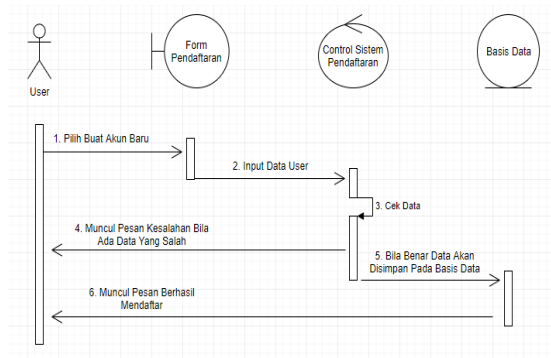 Form
Pendaftaran
Control Sistem
Pendaftaran
Basis Data
User
1. Pilih Buat Akun Baru
2. Input Data User
3. Cek Data
4. Muncul Pesan Kesalahan Bila
Ada Data Yang Salah
5. Bila Benar Data Akan
Disimpan Pada Basis Data
6. Muncul Pesan Berhasil
Mendaftar